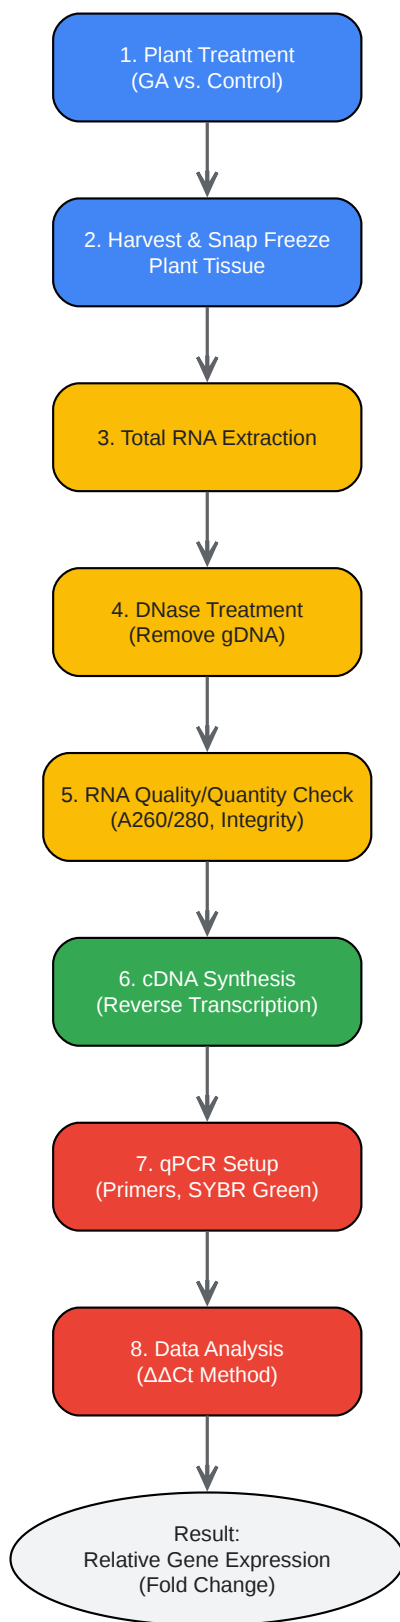 1. Plant Treatment
(GA vs. Control)
2. Harvest & Snap Freeze
Plant Tissue
3. Total RNA Extraction
4. DNase Treatment
(Remove gDNA)
5. RNA Quality/Quantity Check
(A260/280, Integrity)
6. cDNA Synthesis
(Reverse Transcription)
7. qPCR Setup
(Primers, SYBR Green)
8. Data Analysis
(ΔΔCt Method)
Result:
Relative Gene Expression
(Fold Change)